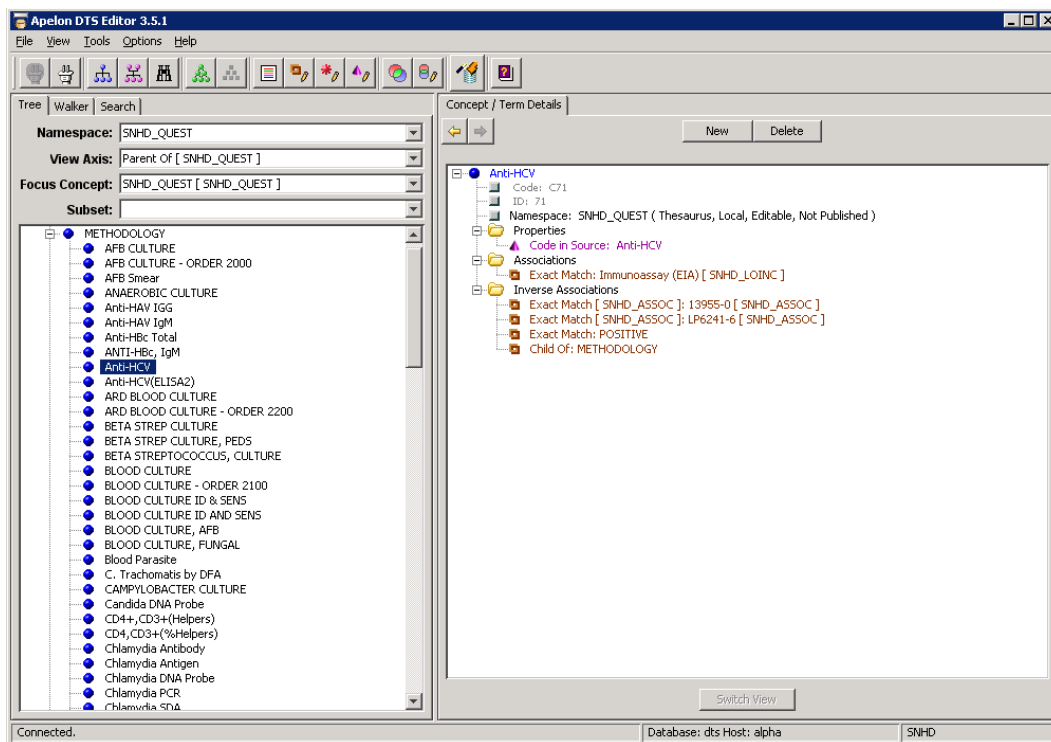 Apelon DTS Editor 3.5.1
File View Tools Options Help
Tree Walker Search
Namespace: SNHD_QUEST
View Axis: Parent Of [ SNHD_QUEST ]
Focus Concept: SNHD_QUEST [ SNHD_QUEST ]
Subset:
METHODOLOGY
AFB CULTURE
AFB CULTURE - ORDER 2000
AFB Smear
ANAEROBIC CULTURE
Anti-HAV IGG
Anti-HAV IgM
Anti-HBc Total
ANTI-HBc, IgM
Anti-HCV
Anti-HCV(ELISA2)
ARD BLOOD CULTURE
ARD BLOOD CULTURE - ORDER 2200
BETA STREP CULTURE
BETA STREP CULTURE, PEDS
BETA STREPTOCOCCUS, CULTURE
BLOOD CULTURE
BLOOD CULTURE - ORDER 2100
BLOOD CULTURE ID & SENS
BLOOD CULTURE ID AND SENS
BLOOD CULTURE, AFB
BLOOD CULTURE, FUNGAL
Blood Parasite
C. Trachomatis by DFA
CAMPYLOBACTER CULTURE
Candida DNA Probe
CD4+,CD3+(Helpers)
CD4,CD3+(%Helpers)
Chlamydia Antibody
Chlamydia Antigen
Chlamydia DNA Probe
Chlamydia PCR
Chlamydia SDA
Concept / Term Details
New Delete
Anti-HCV
Code: C71
ID: 71
Namespace: SNHD_QUEST ( Thesaurus, Local, Editable, Not Published )
Properties
Code in Source: Anti-HCV
Associations
Exact Match: Immunoassay (EIA) [ SNHD_LOINC ]
Inverse Associations
Exact Match [ SNHD_ASSOC ]: 13955-0 [ SNHD_ASSOC ]
Exact Match [ SNHD_ASSOC ]: LP6241-6 [ SNHD_ASSOC ]
Exact Match: POSITIVE
Child Of: METHODOLOGY
Switch View
Connected.
Database: dts Host: alpha
SNHD